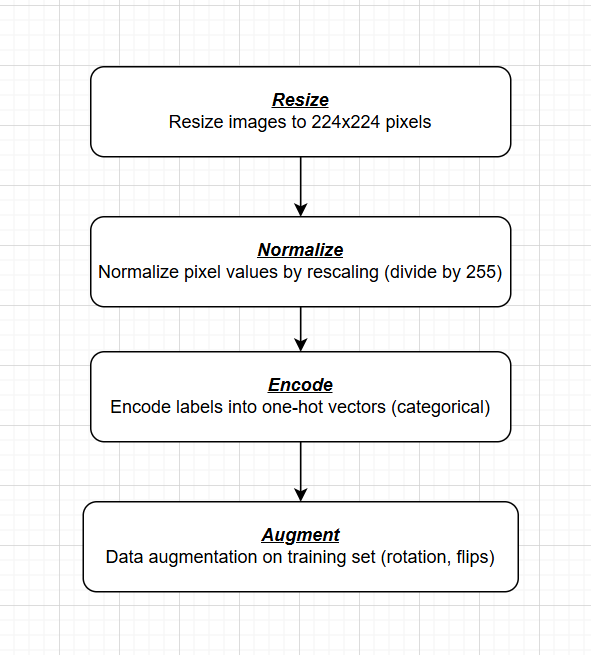 Resize
Resize images to 224x224 pixels
Normalize
Normalize pixel values by rescaling (divide by 255)
Encode
Encode labels into one-hot vectors (categorical)
Augment
Data augmentation on training set (rotation, flips)